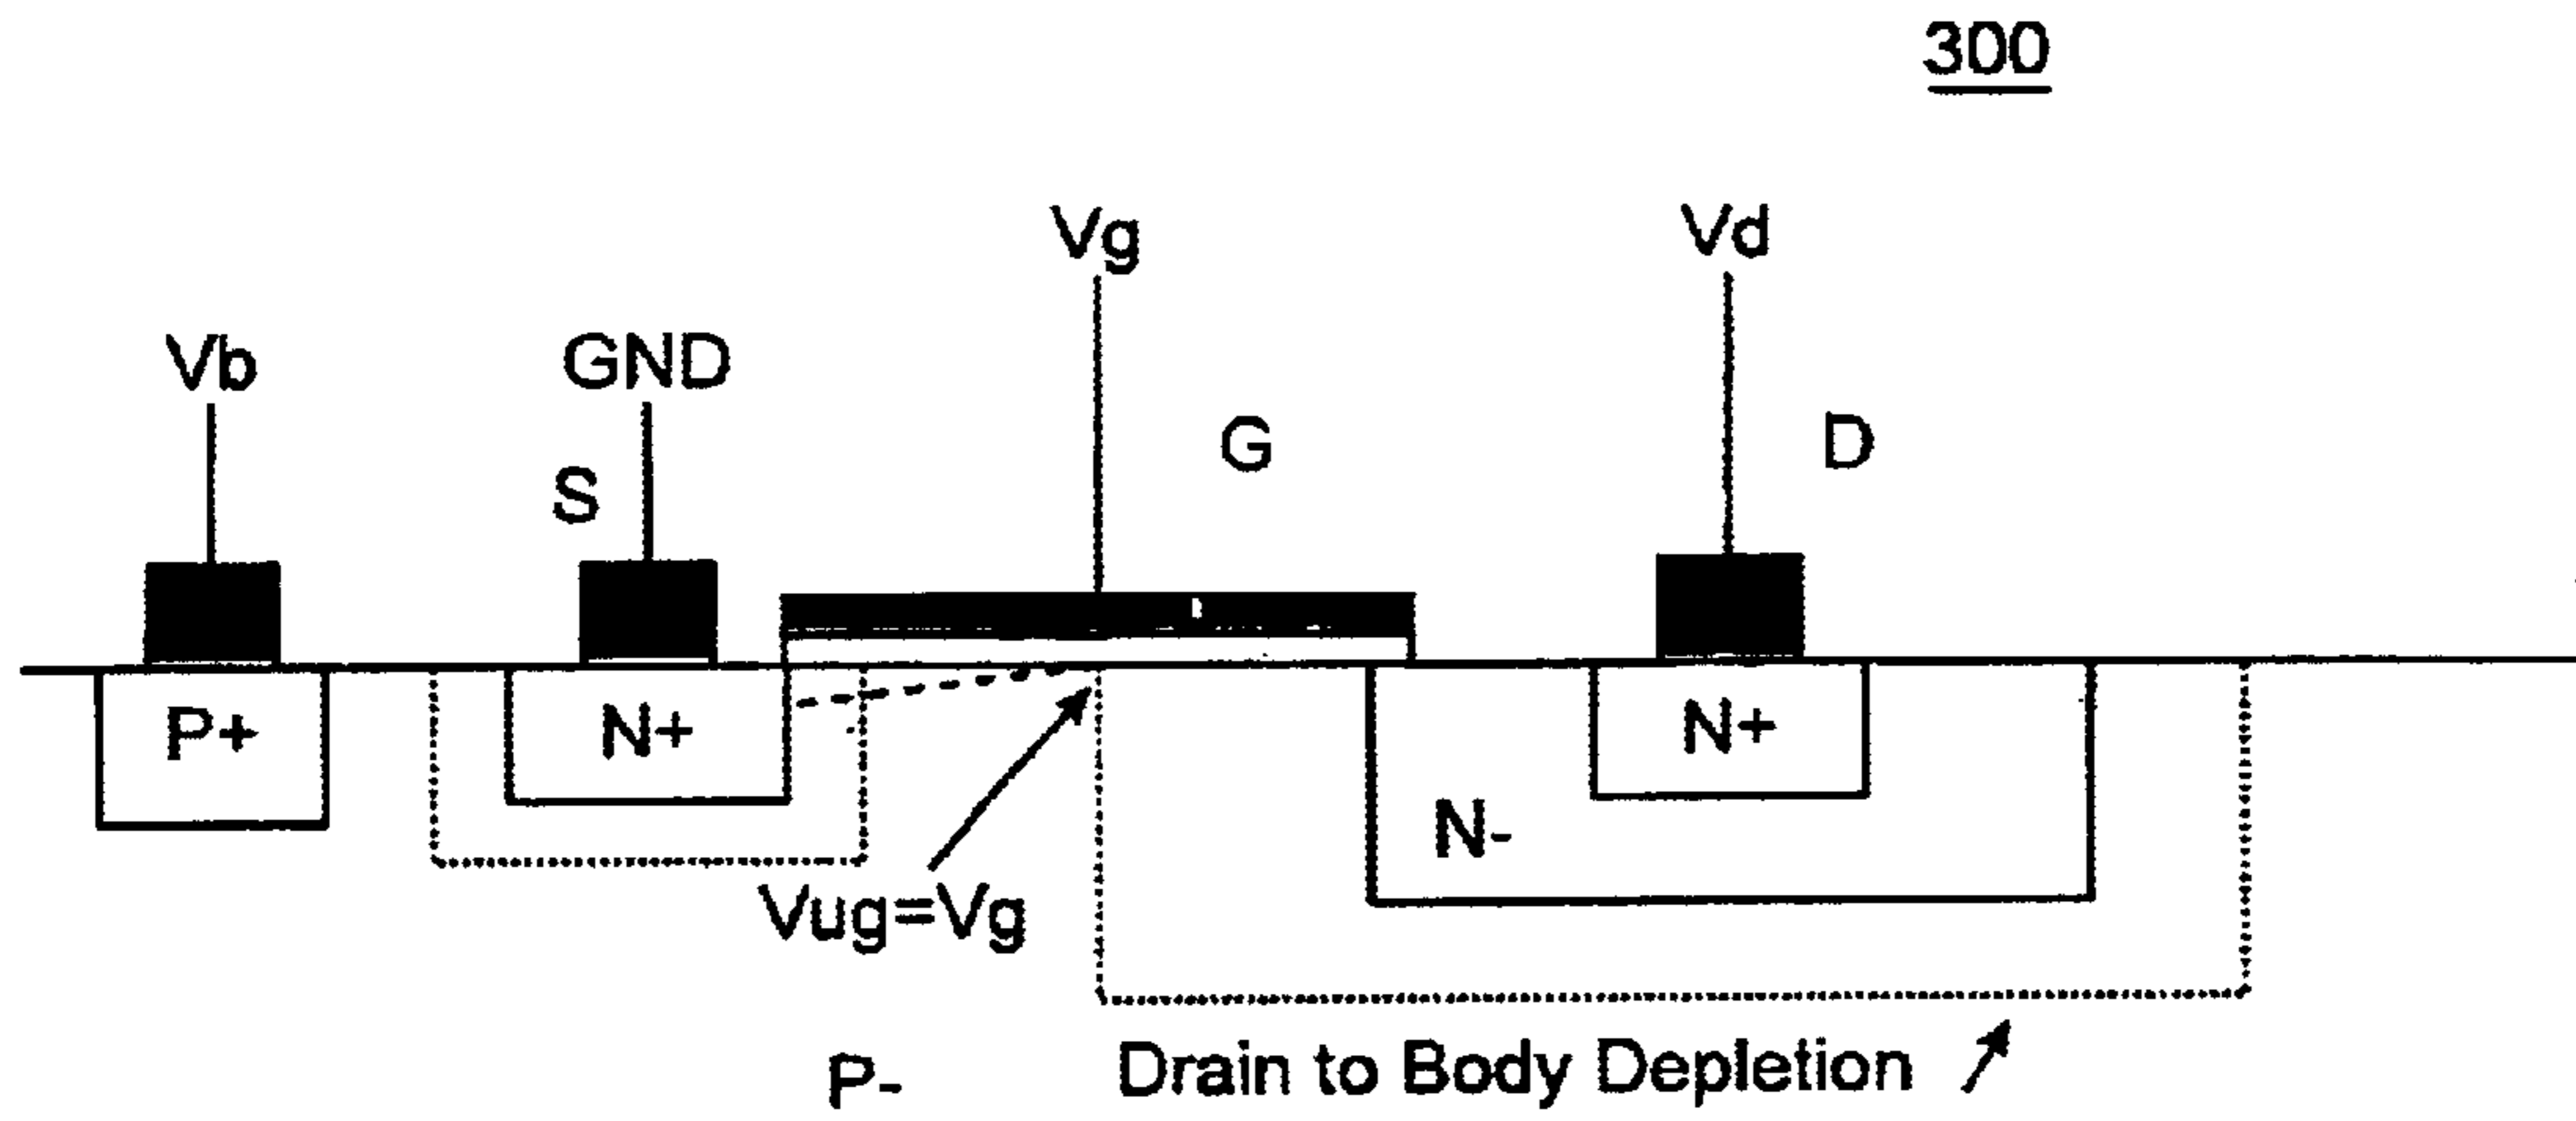 300
Vg
Vd
Vb
GND
G
D
S
P+
N+
N+
N-
Vug=Vg
P-
Drain to Body Depletion